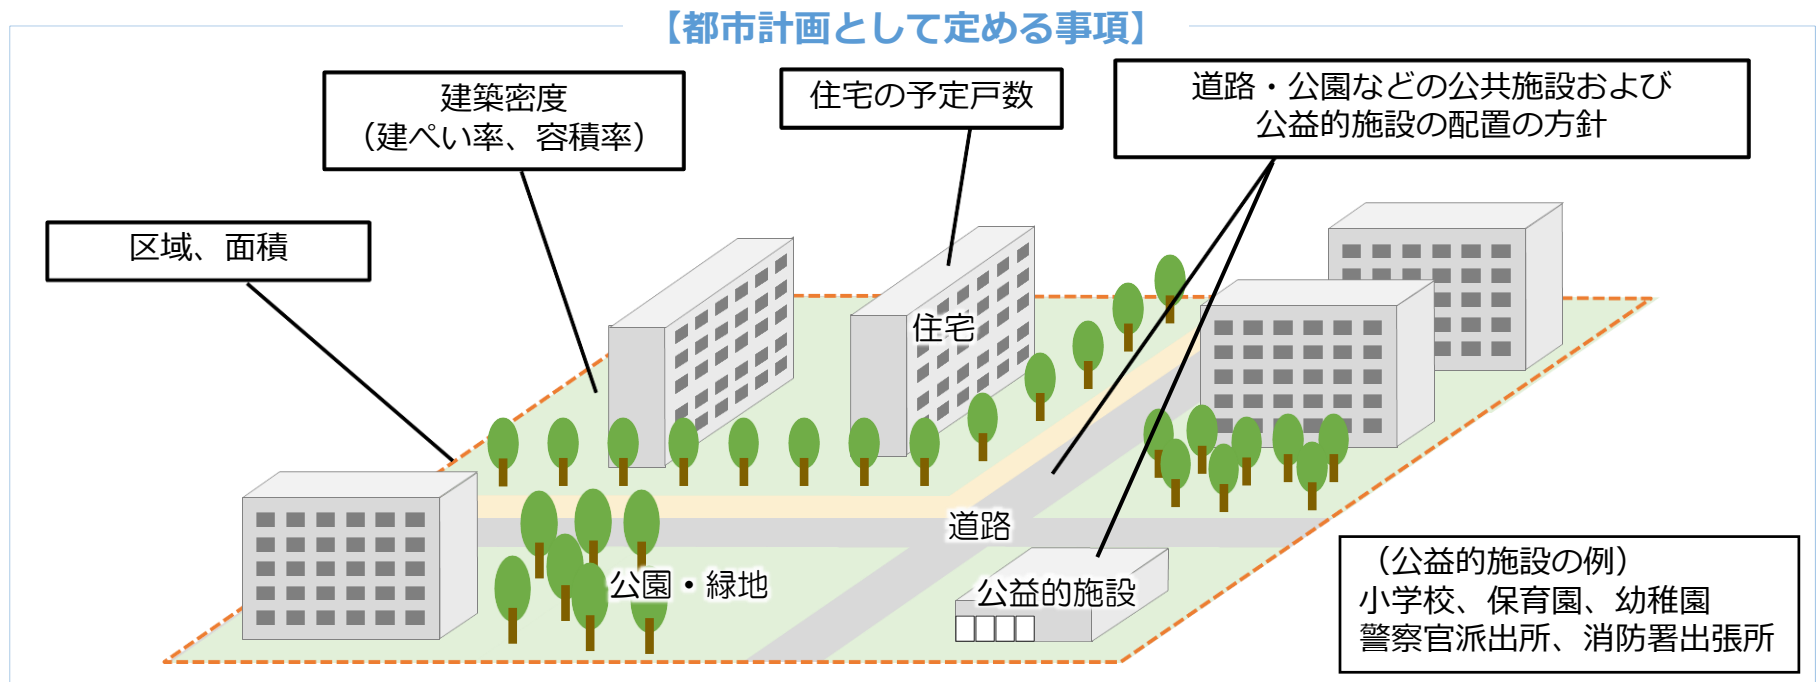 【都市計画として定める事項】
建築密度
（建ぺい率、容積率）
住宅の予定戸数
道路・公園などの公共施設および
公益的施設の配置の方針
区域、面積
住宅
道路
公園・緑地
公益的施設
（公益的施設の例）
小学校、保育園、幼稚園
警察官派出所、消防署出張所